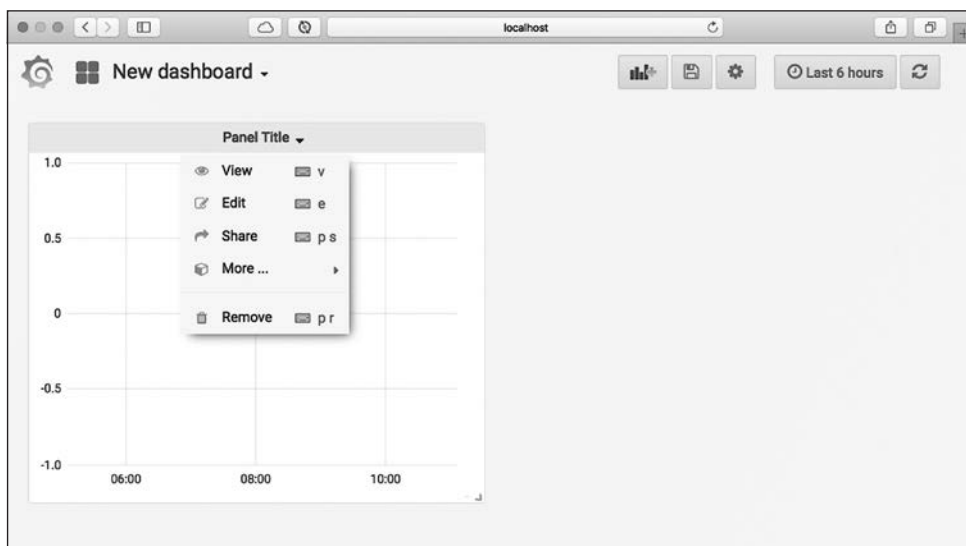 localhost
New dashboard
Last 6 hours
Panel Title
1.0
0.5
0
-0.5
-1.0
View v
Edit e
Share p s
More ...
Remove p r
06:00 08:00 10:00